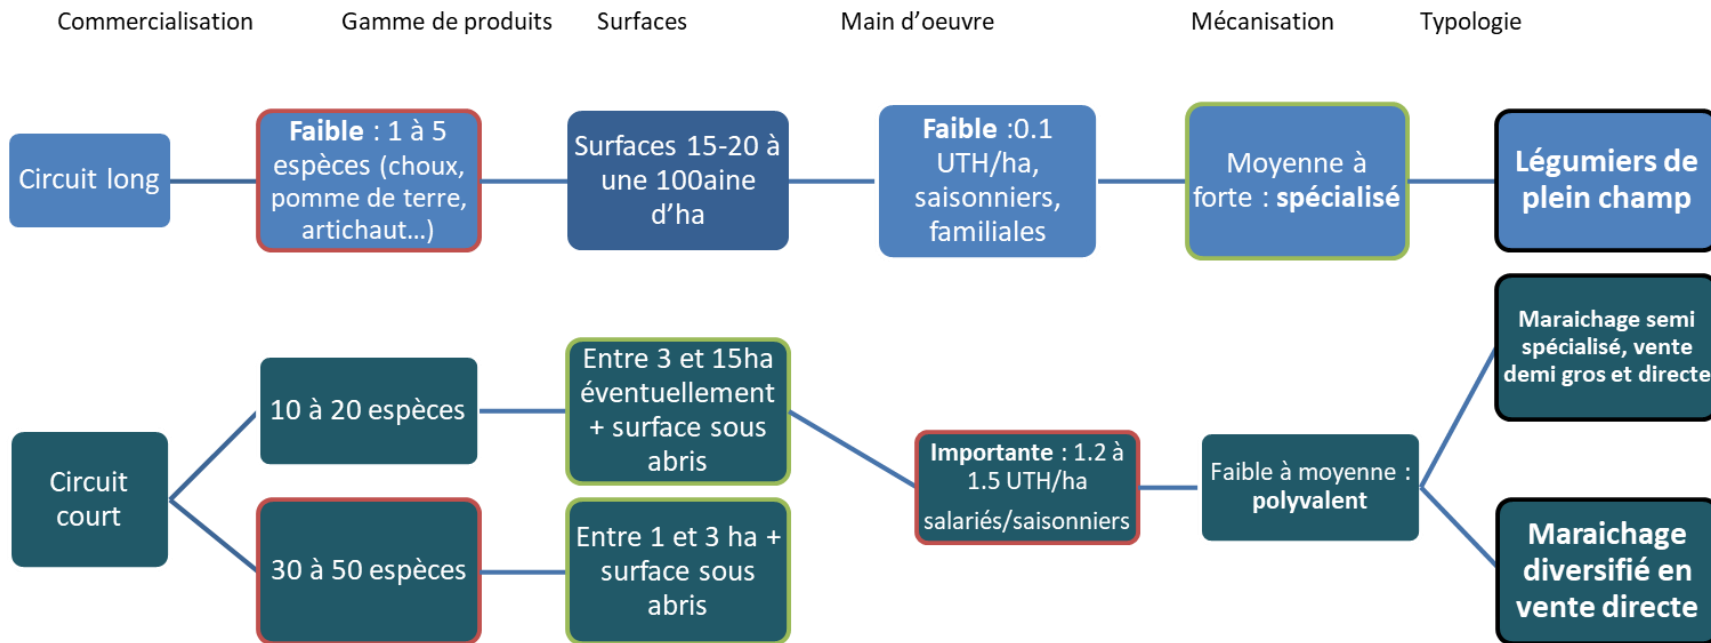 Commercialisation
Gamme de produits
Surfaces
Main d'oeuvre
Mécanisation
Typologie
Circuit long
Faible : 1 à 5
espèces (choux,
pomme de terre,
artichaut...)
Surfaces 15-20 à
une 100aine
d'ha
Faible :0.1
UTH/ha,
saisonniers,
familiales
Moyenne à
forte : spécialisé
Légumiers de
plein champ
Circuit
court
10 à 20 espèces
Entre 3 et 15ha
éventuellement
+ surface sous
abris
30 à 50 espèces
Entre 1 et 3 ha +
surface sous
abris
Importante : 1.2 à
1.5 UTH/ha
salariés/saisonniers
Faible à moyenne :
polyvalent
Maraichage semi
spécialisé, vente
demi gros et directe
Maraichage
diversifié en
vente directe